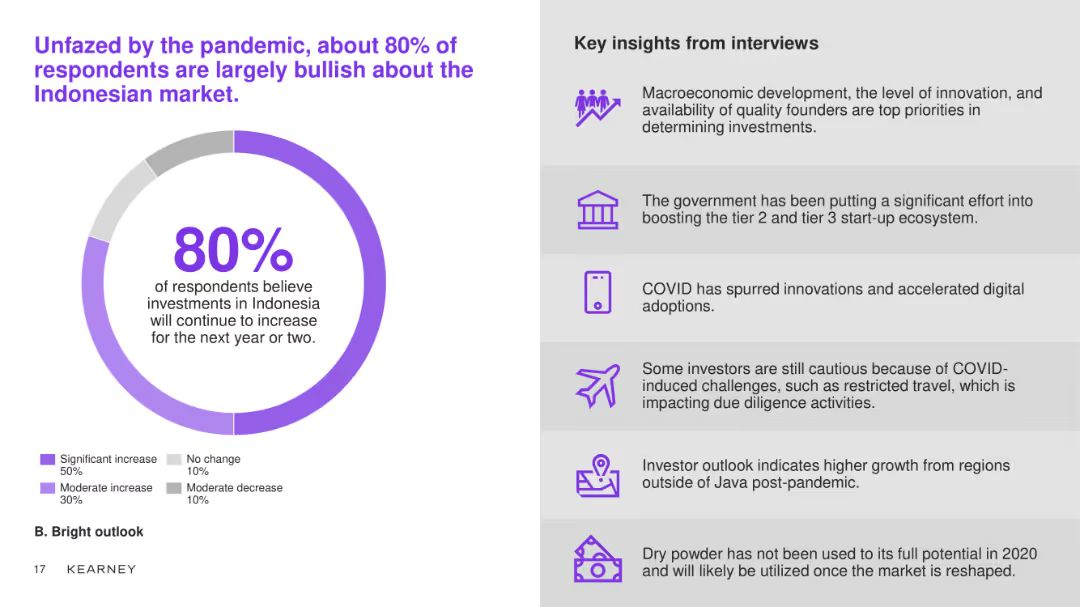 Unfazed by the pandemic, about 80% of
respondents are largely bullish about the
Indonesian market.
80%
of respondents believe
investments in Indonesia
will continue to increase
for the next year or two.
Significant increase
50%
No change
10%
Moderate increase
30%
Moderate decrease
10%
B. Bright outlook
17 KEARNEY
Key insights from interviews
Macroeconomic development, the level of innovation, and
availability of quality founders are top priorities in
determining investments.
The government has been putting a significant effort into
boosting the tier 2 and tier 3 start-up ecosystem.
COVID has spurred innovations and accelerated digital
adoptions.
Some investors are still cautious because of COVID-
induced challenges, such as restricted travel, which is
impacting due diligence activities.
Investor outlook indicates higher growth from regions
outside of Java post-pandemic.
Dry powder has not been used to its full potential in 2020
and will likely be utilized once the market is reshaped.